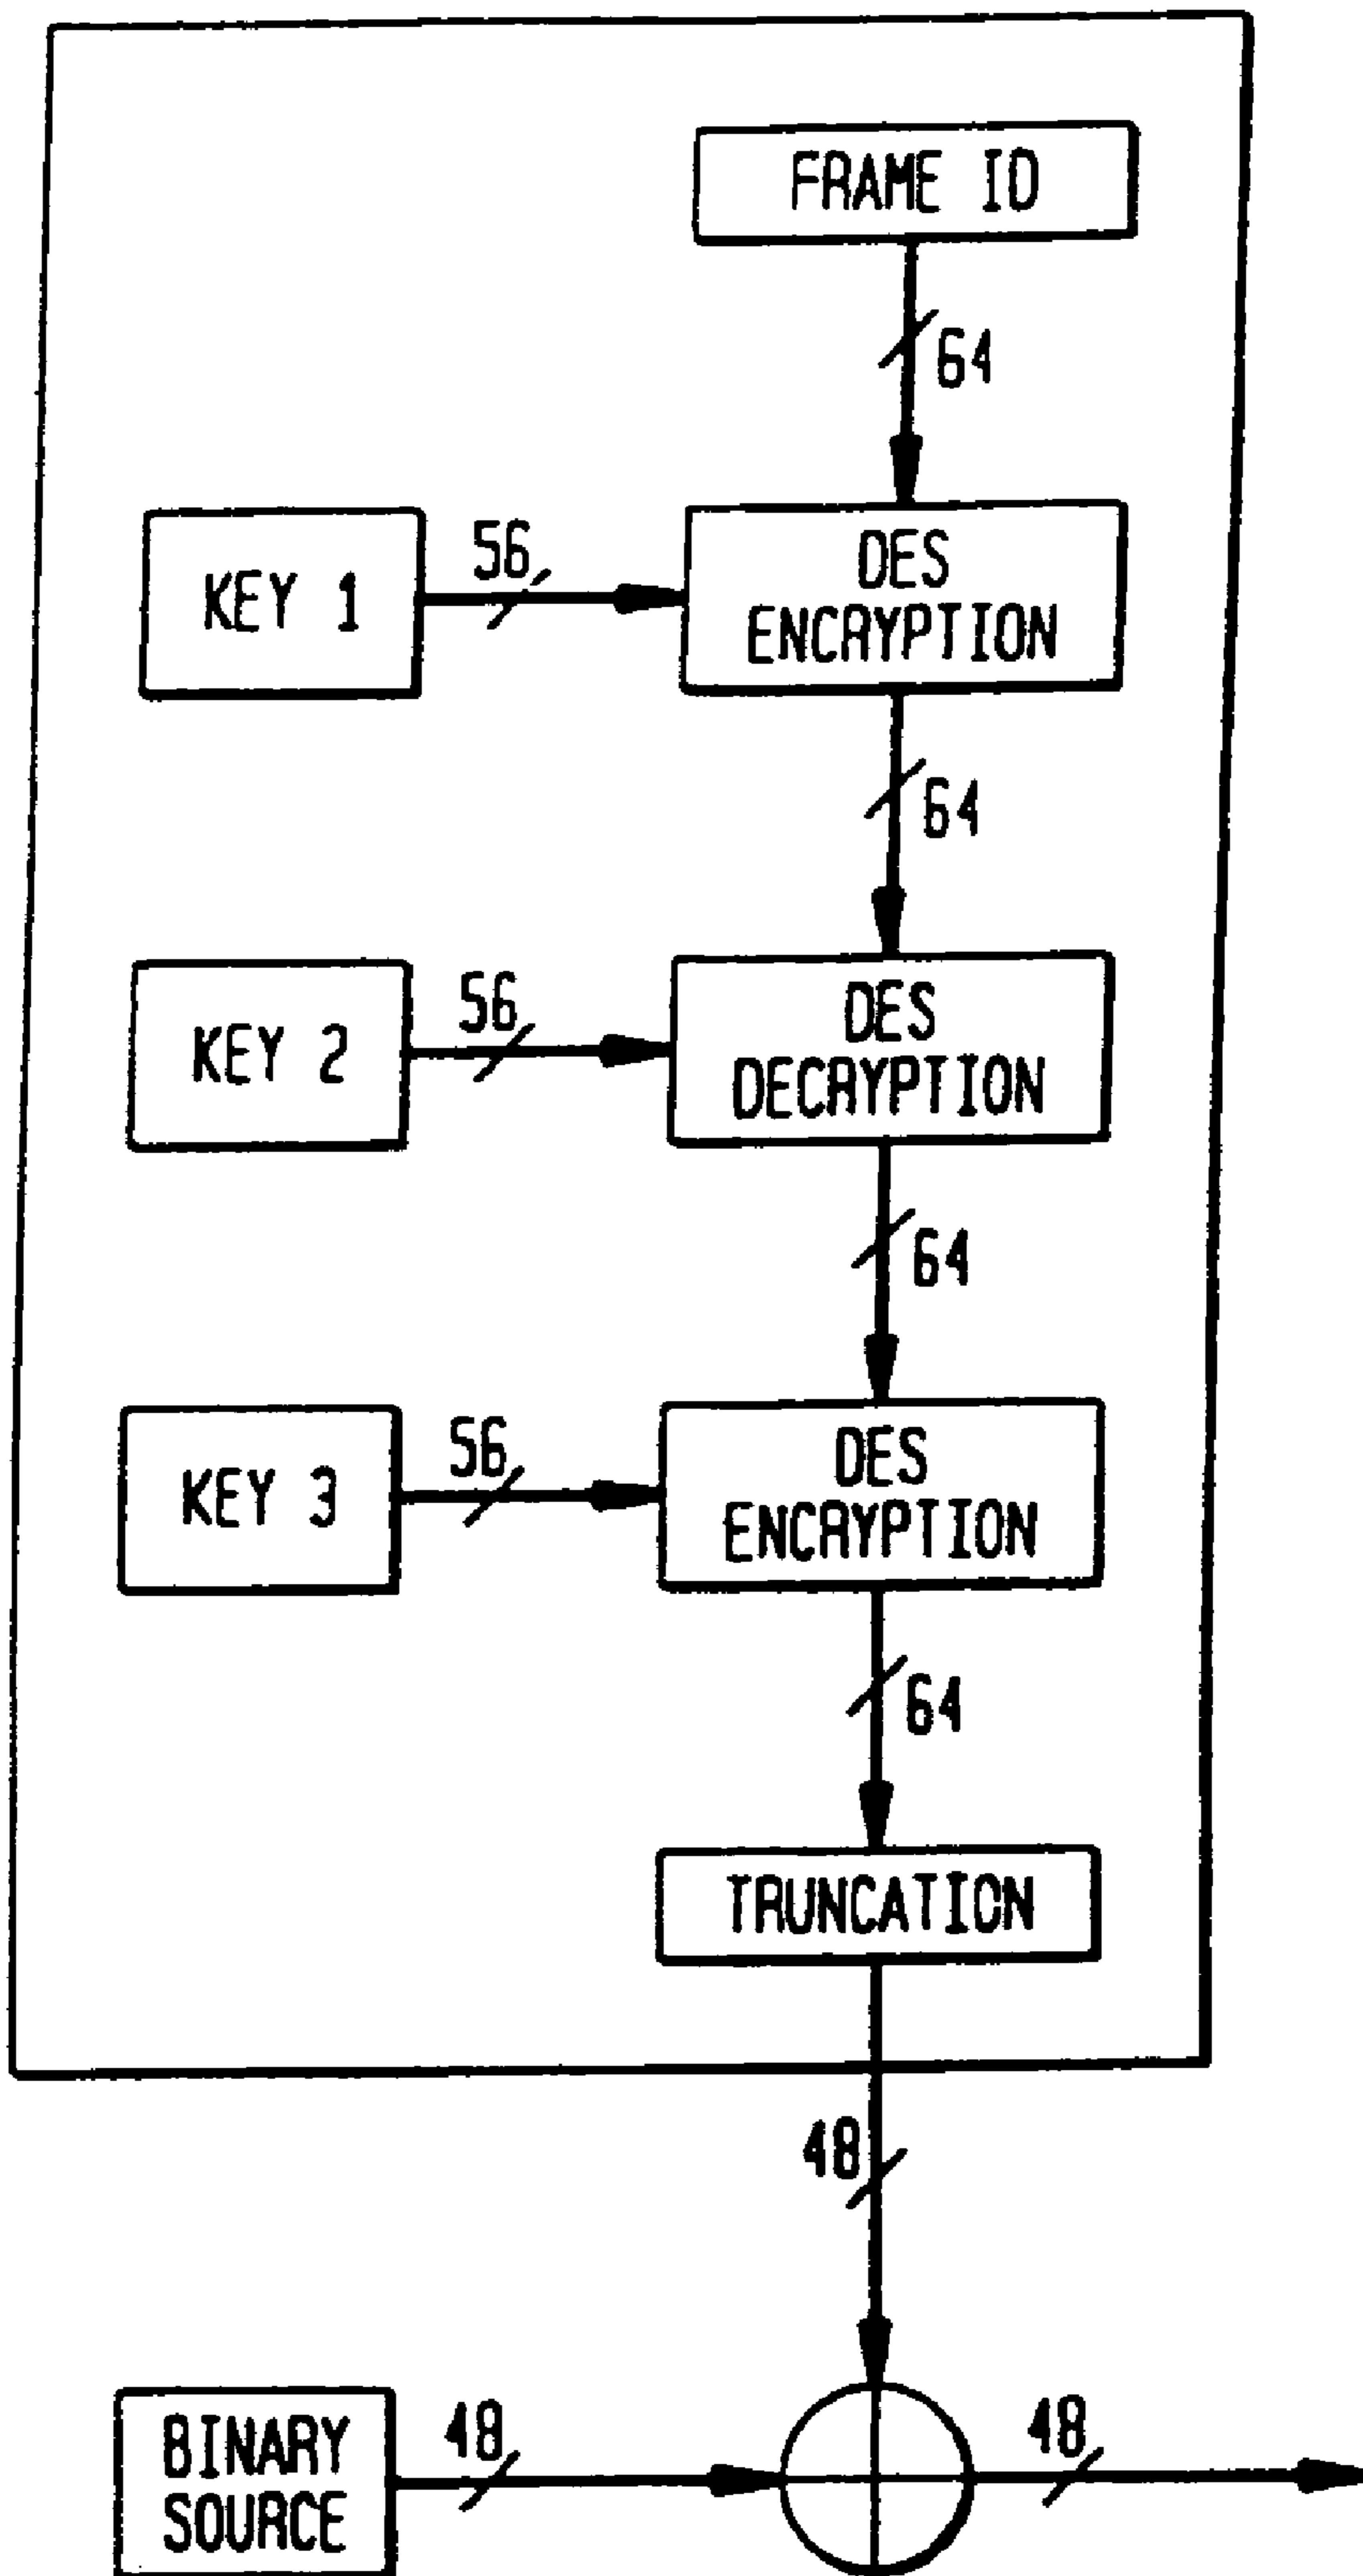 FRAME ID
64
56
KEY 1
DES
ENCRYPTION
64
56
KEY 2
DES
DECRYPTION
64
56
KEY 3
DES
ENCRYPTION
64
TRUNCATION
48
BINARY
SOURCE
48
48